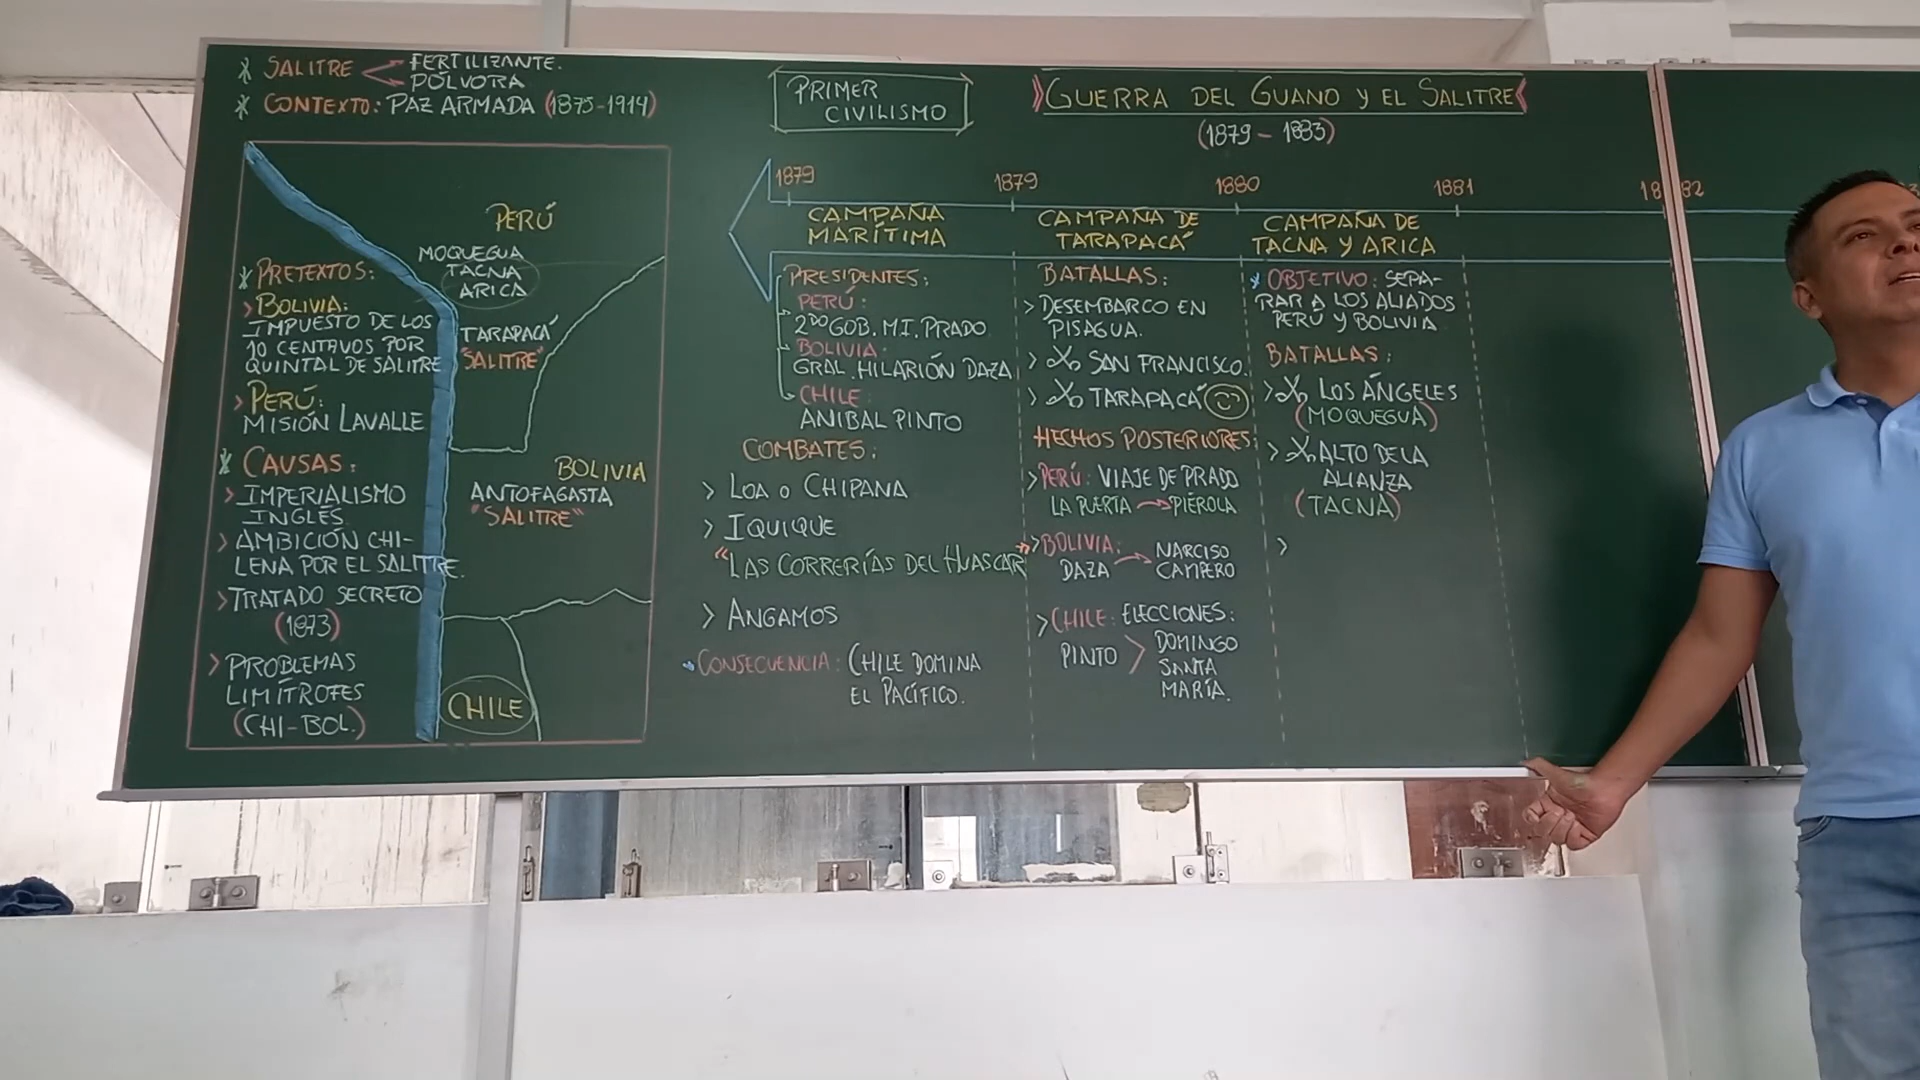 * SALITRE
FERTILIZANTE.
PÓLVORA
* CONTEXTO: PAZ ARMADA (1875-1914)
PERÚ
MOQUEGUA
TACNA
ARICA
TARAPACÁ
"SALITRE"
BOLIVIA
ANTOFAGASTA
"SALITRE"
CHILE
* PRETEXTOS:
> BOLIVIA:
IMPUESTO DE LOS
10 CENTAVOS POR
QUINTAL DE SALITRE
> PERÚ:
MISIÓN LAVALLE
* CAUSAS:
> IMPERIALISMO
INGLÉS
> AMBICIÓN CHI-
LENA POR EL SALITRE.
> TRATADO SECRETO
(1873)
> PROBLEMAS
LIMÍTROFES
(CHI-BOL.)
PRIMER
CIVILISMO
GUERRA DEL GUANO Y EL SALITRE
(1879 - 1883)
1879
1879
1880
1881
CAMPAÑA
MARÍTIMA
PRESIDENTES:
PERÚ:
2DO GOB. M.I. PRADO
BOLIVIA:
GRAL. HILARIÓN DAZA
CHILE:
ANIBAL PINTO
COMBATES:
> LOA O CHIPANA
> IQUIQUE
"LAS CORRERÍAS DEL HUASCAR"
> ANGAMOS
CONSECUENCIA: CHILE DOMINA
EL PACÍFICO.
CAMPAÑA DE
TARAPACÁ
BATALLAS:
> DESEMBARCO EN
PISAGUA.
> SAN FRANCISCO.
> TARAPACÁ
HECHOS POSTERIORES:
> PERÚ: VIAJE DE PRADO
LA PUERTA → PIÉROLA
> BOLIVIA:
DAZA → NARCISO
CAMPERO
> CHILE: ELECCIONES:
PINTO > DOMINGO
SANTA
MARÍA.
CAMPAÑA DE
TACNA Y ARICA
* OBJETIVO: SEPA-
RAR A LOS ALIADOS
PERÚ Y BOLIVIA
BATALLAS:
> LOS ÁNGELES
(MOQUEGUA)
> ALTO DE LA
ALIANZA
(TACNA)
>